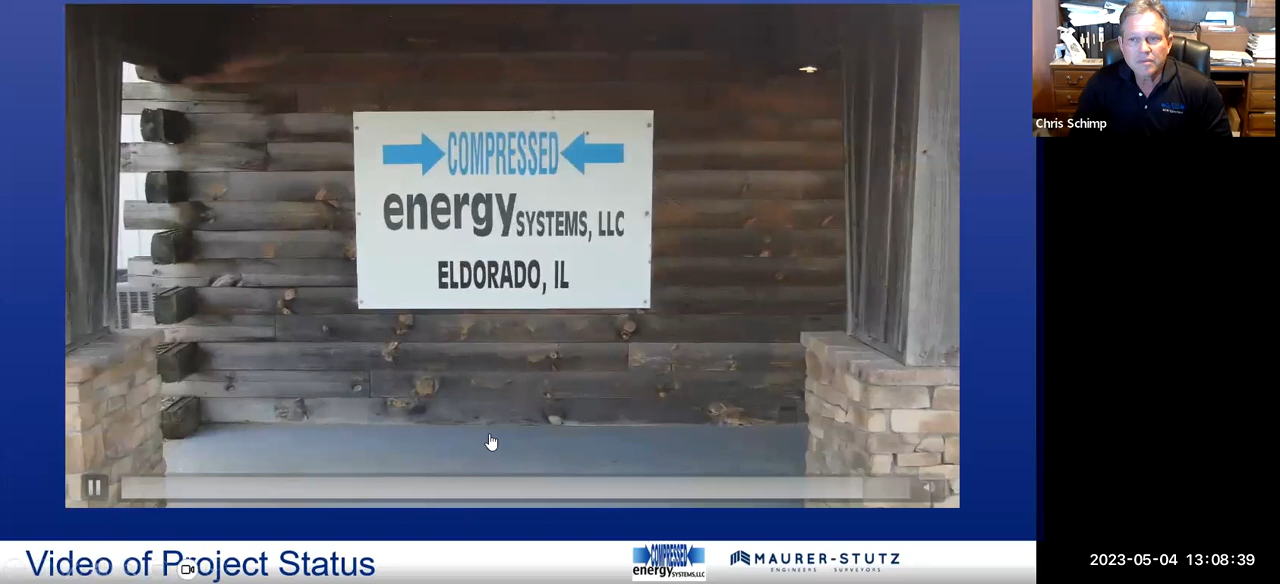 COMPRESSED
energy SYSTEMS, LLC
ELDORADO, IL
Chris Schimp
Video of Project Status
COMPRESSED
energy SYSTEMS, LLC
MAURER-STUTZ
ENGINEERS SURVEYORS
2023-05-04 13:08:39